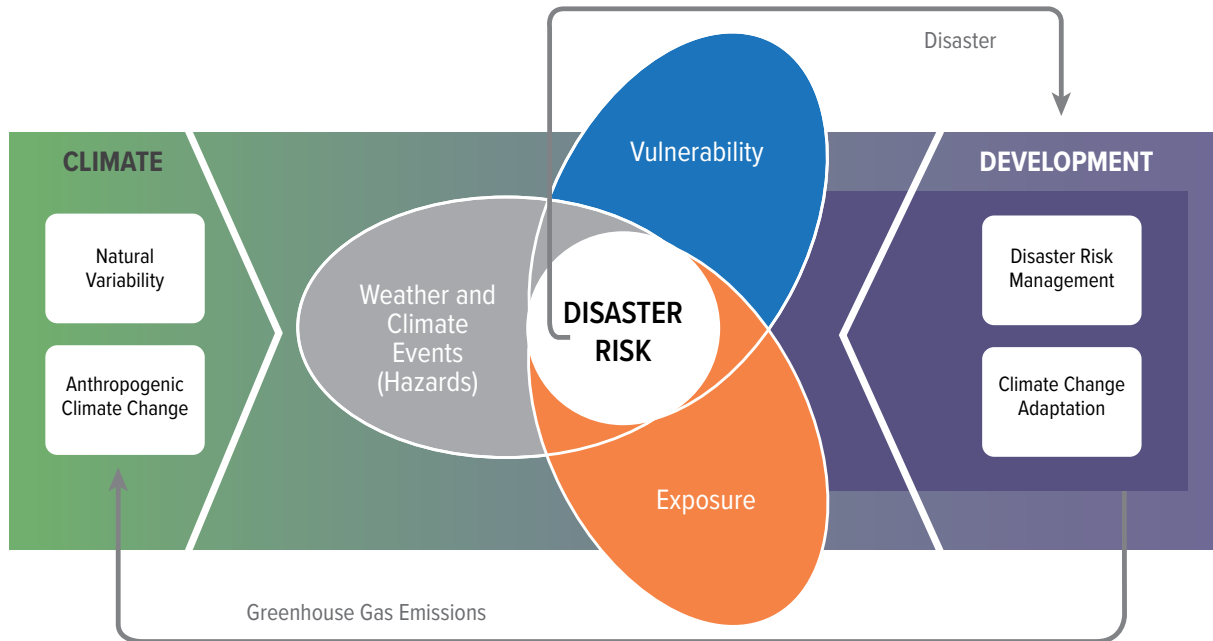 Disaster
CLIMATE
Natural
Variability
Anthropogenic
Climate Change
Vulnerability
Weather and
Climate
Events
(Hazards)
DISASTER
RISK
Exposure
DEVELOPMENT
Disaster Risk
Management
Climate Change
Adaptation
Greenhouse Gas Emissions